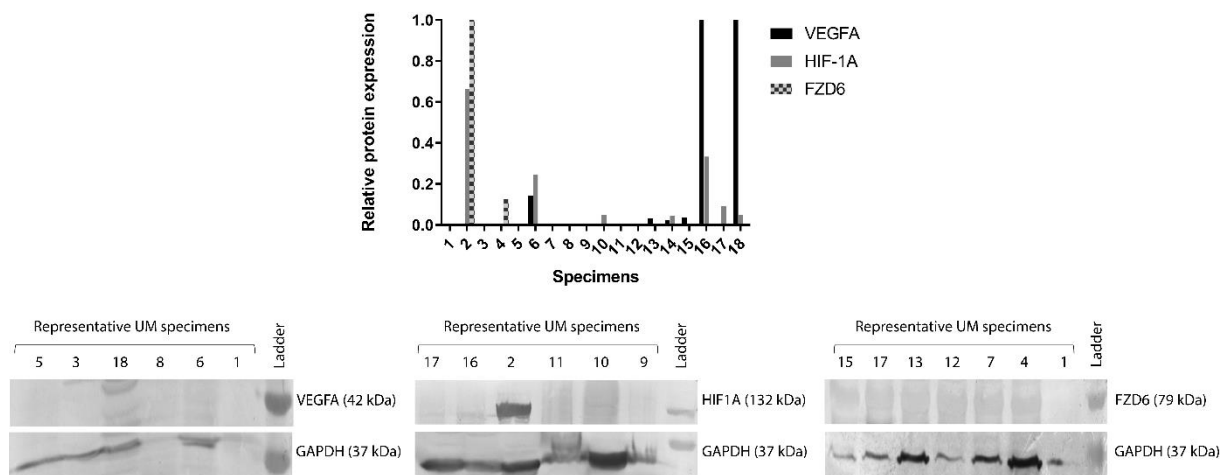 Relative protein expression
1.0
0.8
0.6
0.4
0.2
0.0
1 2 3 4 5 6 7 8 9 10 11 12 13 14 15 16 17 18
Specimens
VEGFA
HIF-1A
FZD6
Representative UM specimens
5 3 18 8 6 1
Ladder
VEGFA (42 kDa)
GAPDH (37 kDa)
Representative UM specimens
17 16 2 11 10 9
Ladder
HIF1A (132 kDa)
GAPDH (37 kDa)
Representative UM specimens
15 17 13 12 7 4 1
Ladder
FZD6 (79 kDa)
GAPDH (37 kDa)